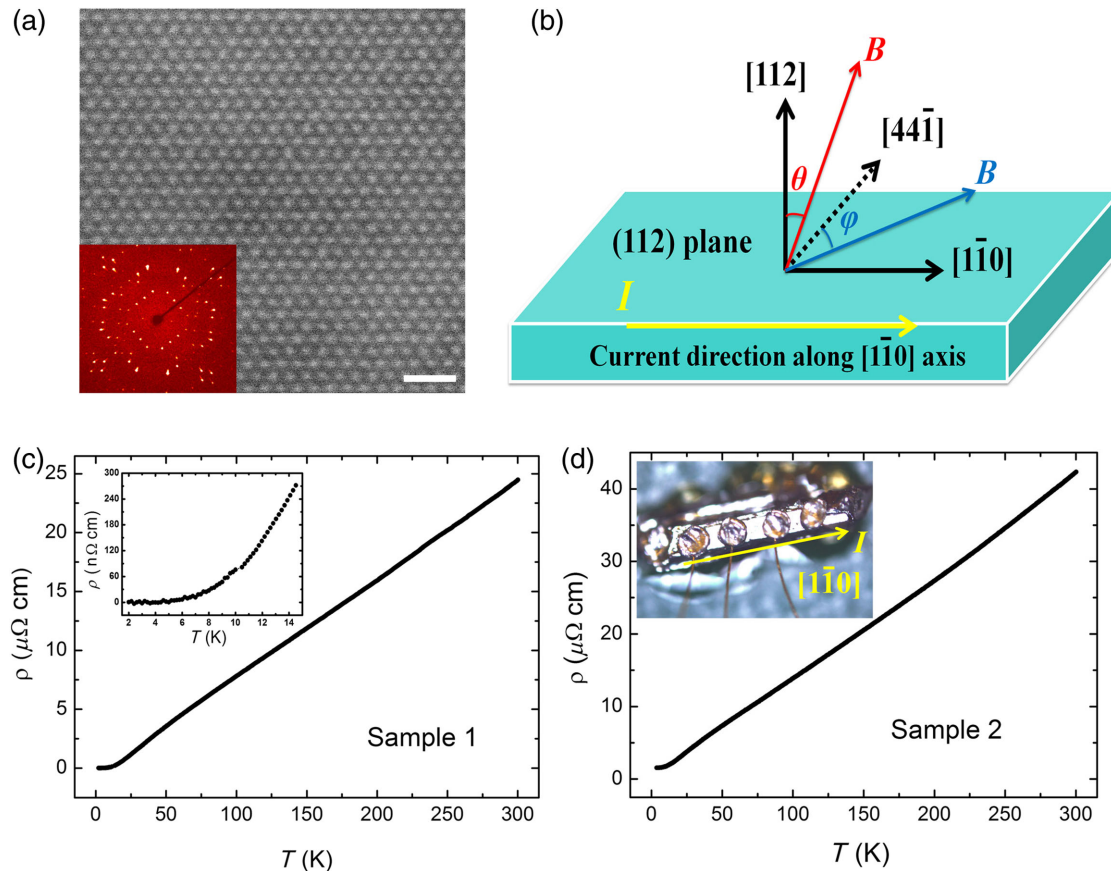 (a)
(b)
[112]
B
[441̄]
θ
B
φ
(112) plane
[11̄0]
I
Current direction along [11̄0] axis
(c)
25
20
15
10
5
0
ρ (μΩ cm)
300
240
180
120
60
0
ρ (nΩ cm)
2 4 6 8 10 12 14
T (K)
Sample 1
0 50 100 150 200 250 300
T (K)
(d)
40
30
20
10
0
ρ (μΩ cm)
I
[11̄0]
Sample 2
0 50 100 150 200 250 300
T (K)